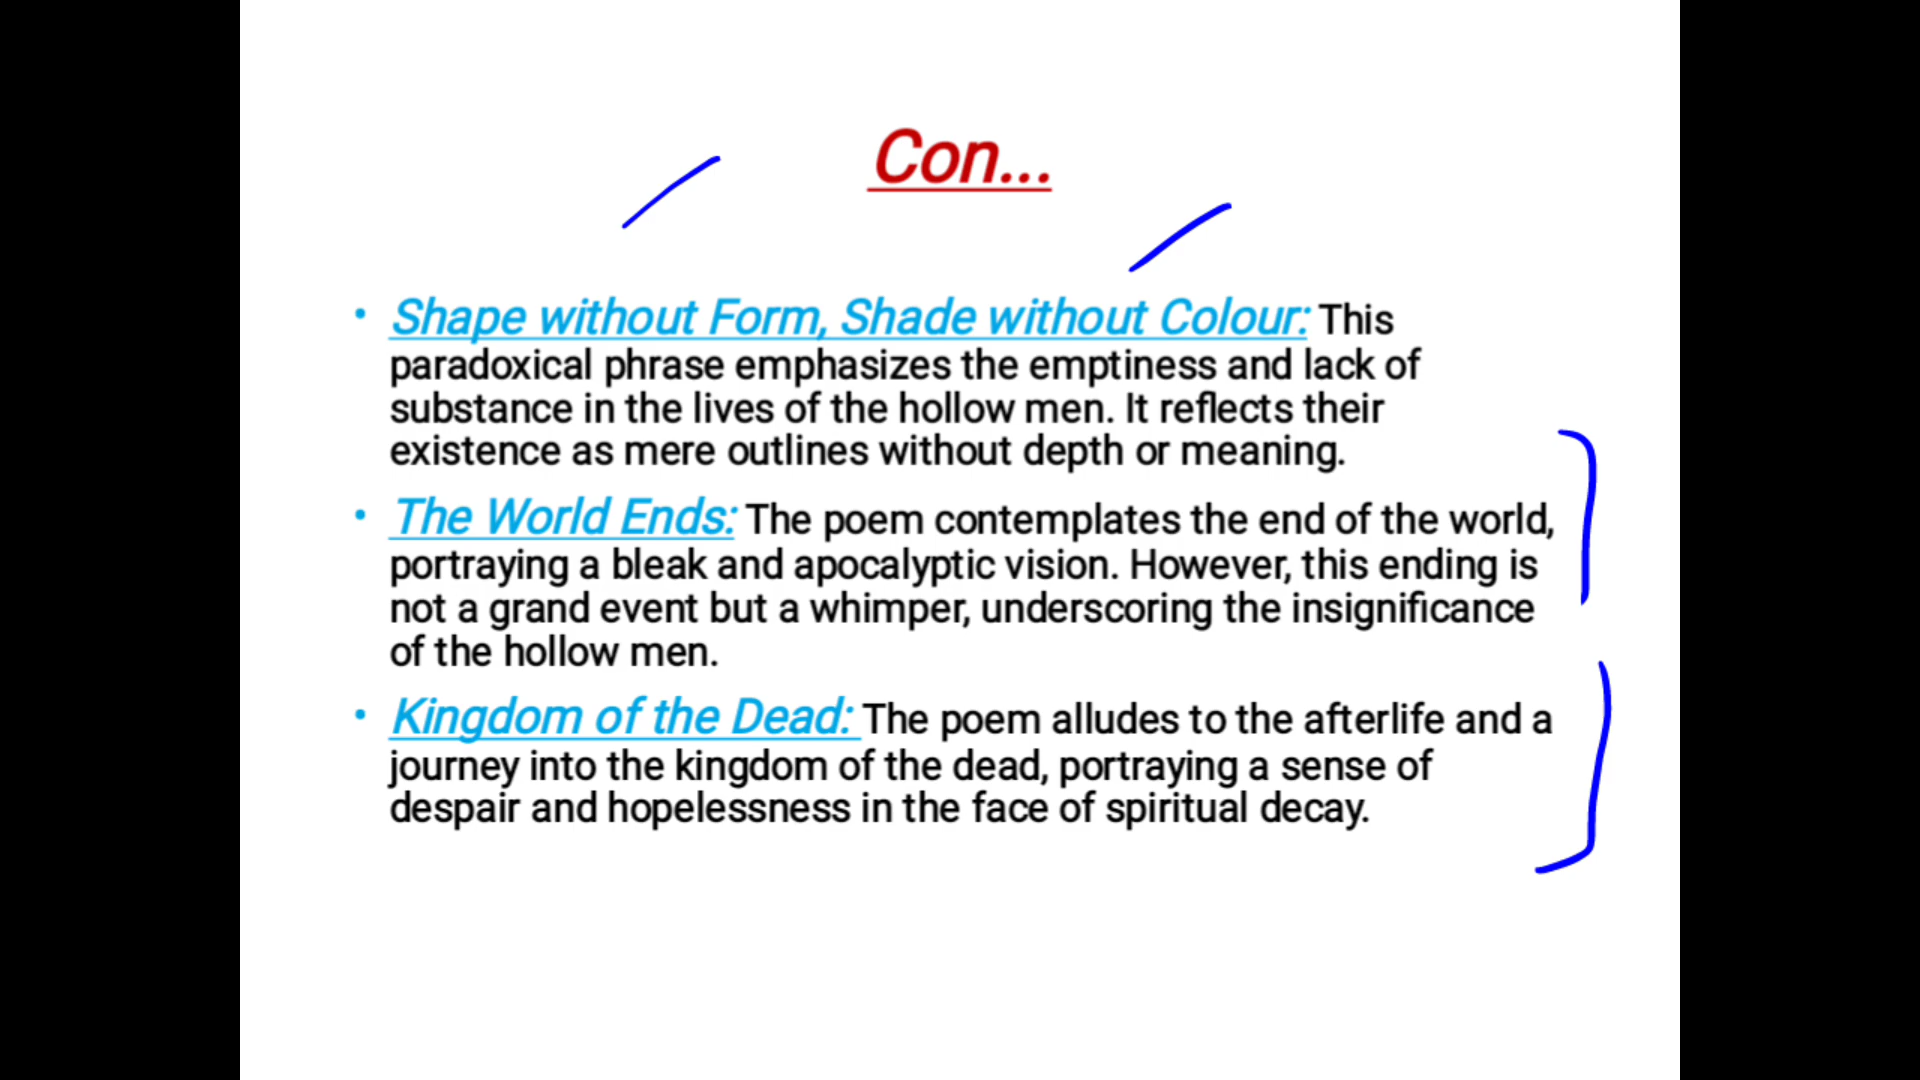 Con...
• Shape without Form, Shade without Colour: This
paradoxical phrase emphasizes the emptiness and lack of
substance in the lives of the hollow men. It reflects their
existence as mere outlines without depth or meaning.
• The World Ends: The poem contemplates the end of the world,
portraying a bleak and apocalyptic vision. However, this ending is
not a grand event but a whimper, underscoring the insignificance
of the hollow men.
• Kingdom of the Dead: The poem alludes to the afterlife and a
journey into the kingdom of the dead, portraying a sense of
despair and hopelessness in the face of spiritual decay.